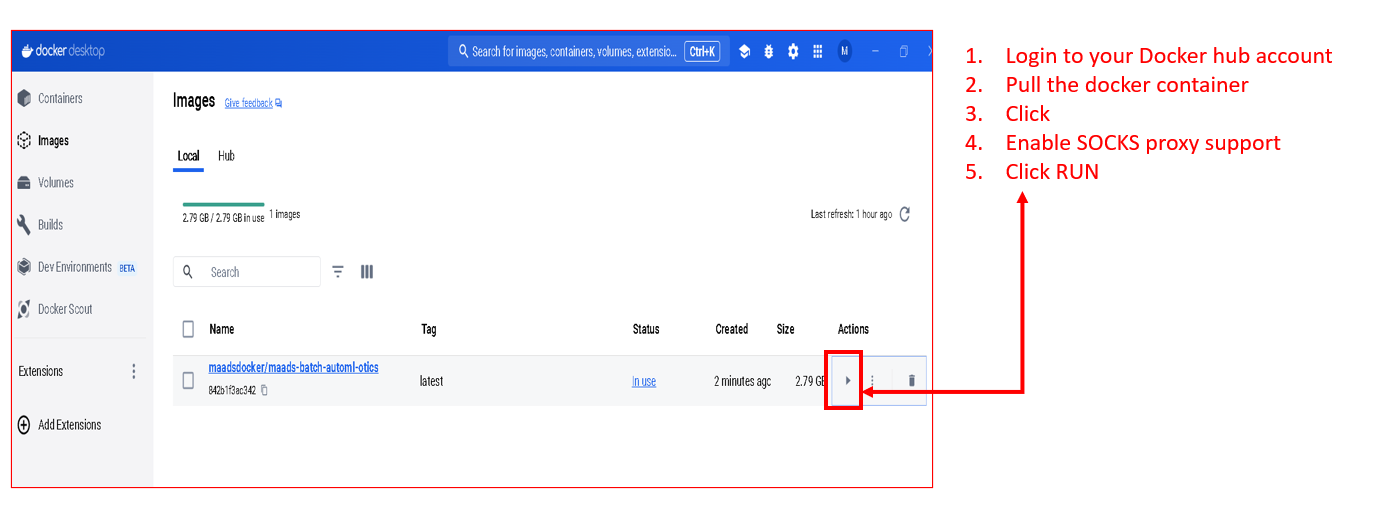 docker desktop
Search for images, containers, volumes, extensio... Ctrl+K
M
Containers
Images
Volumes
Builds
Dev Environments BETA
Docker Scout
Extensions
Add Extensions
Images Give feedback
Local Hub
2.79 GB / 2.79 GB in use 1 images
Last refresh: 1 hour ago
Search
Name Tag Status Created Size Actions
maadsdocker/maads-batch-automl-otics
842b1f3ac342
latest In use 2 minutes ago 2.79 GB
1. Login to your Docker hub account
2. Pull the docker container
3. Click
4. Enable SOCKS proxy support
5. Click RUN